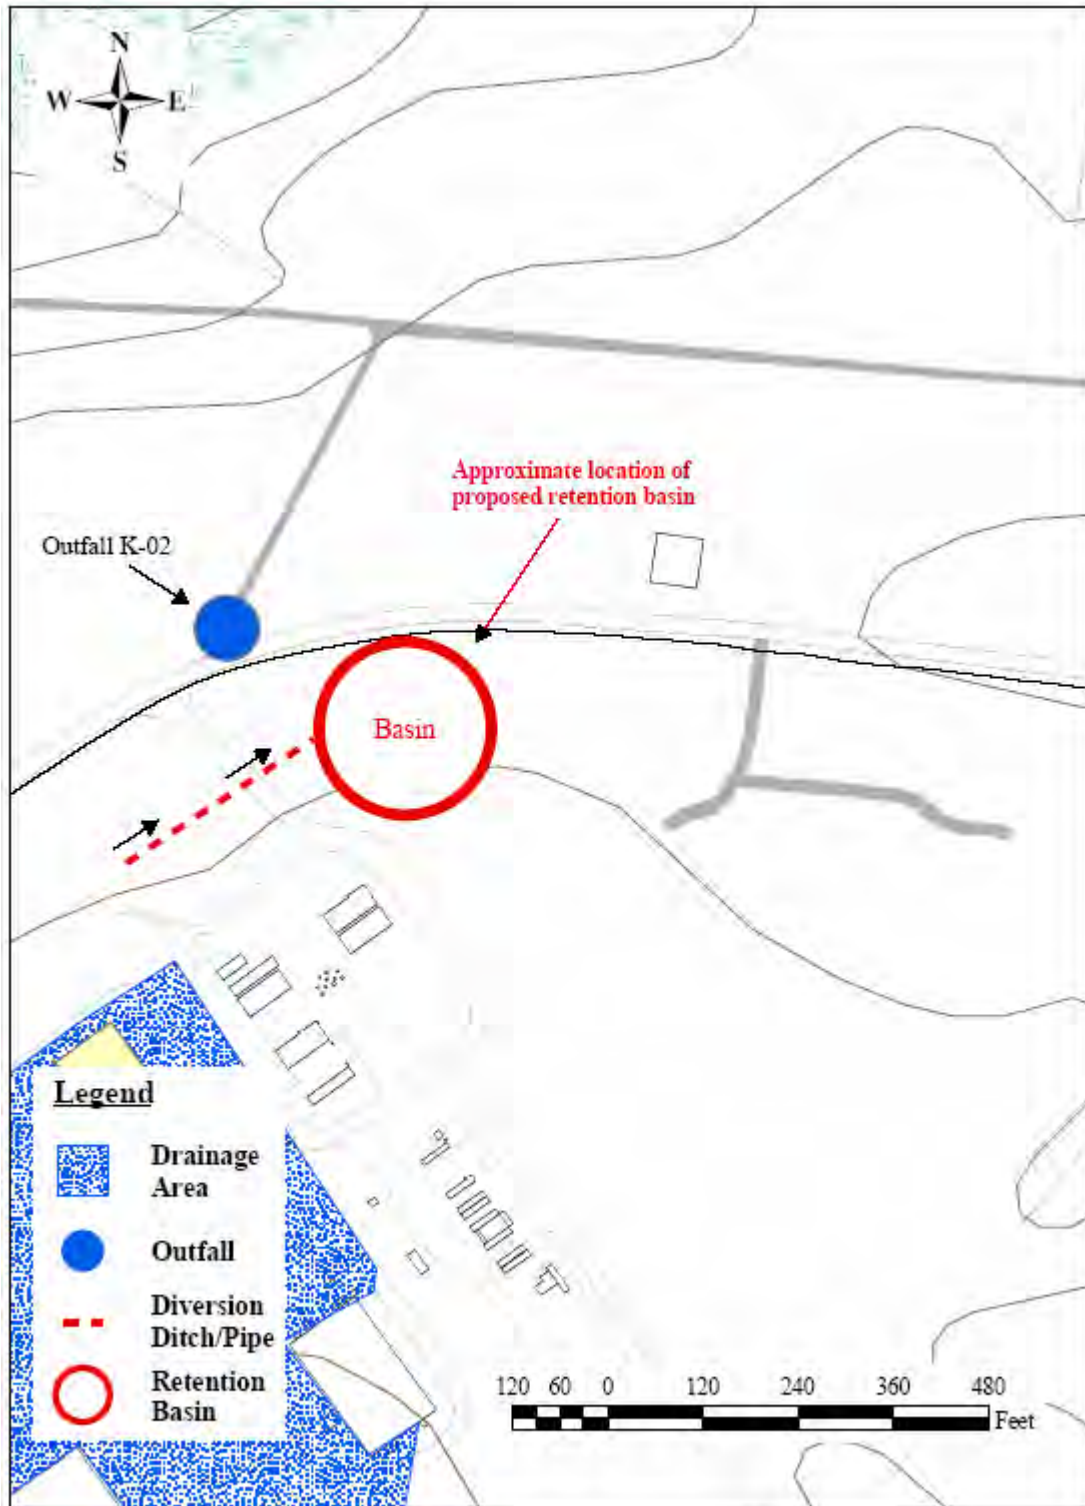 N
W E
S
Approximate location of
proposed retention basin
Outfall K-02
Basin
Legend
Drainage
Area
Outfall
Diversion
Ditch/Pipe
Retention
Basin
120 60 0 120 240 360 480
Feet